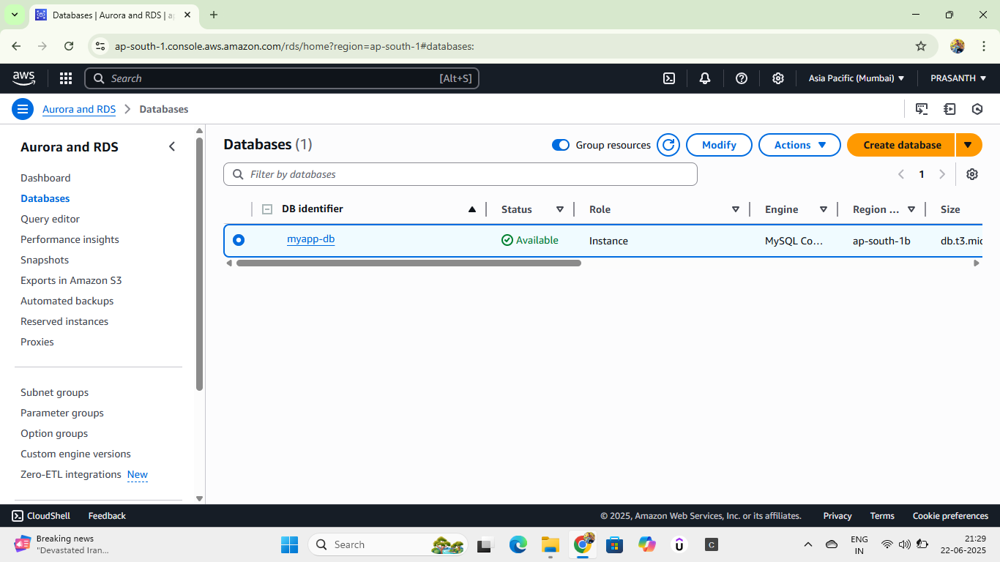 Databases | Aurora and RDS | ap
ap-south-1.console.aws.amazon.com/rds/home?region=ap-south-1#databases:
aws
Search
[Alt+S]
Asia Pacific (Mumbai)
PRASANTH
Aurora and RDS
Databases
Aurora and RDS
Dashboard
Databases
Query editor
Performance insights
Snapshots
Exports in Amazon S3
Automated backups
Reserved instances
Proxies
Subnet groups
Parameter groups
Option groups
Custom engine versions
Zero-ETL integrations New
Databases (1)
Group resources
Modify
Actions
Create database
Filter by databases
1
DB identifier Status Role Engine Region ... Size
myapp-db Available Instance MySQL Co... ap-south-1b db.t3.mic
CloudShell Feedback
© 2025, Amazon Web Services, Inc. or its affiliates. Privacy Terms Cookie preferences
Breaking news
"Devastated Iran...
Search
C
ENG
IN
21:29
22-06-2025